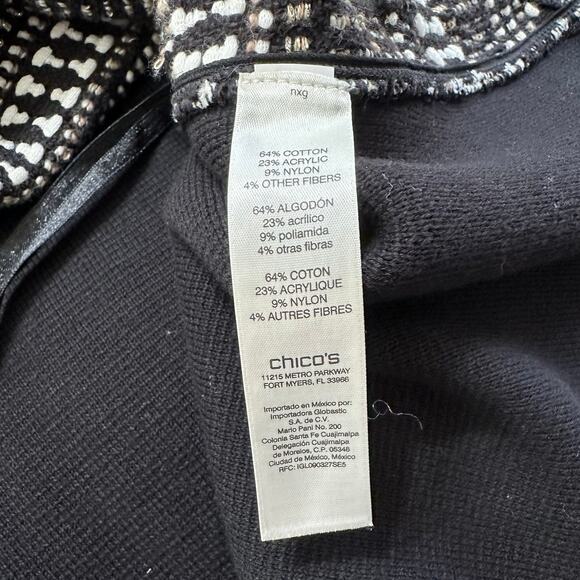 nxg
64% COTTON
23% ACRYLIC
9% NYLON
4% OTHER FIBERS
64% ALGODÓN
23% acrílico
9% poliamida
4% otras fibras
64% COTON
23% ACRYLIQUE
9% NYLON
4% AUTRES FIBRES
chico's
11215 METRO PARKWAY
FORT MYERS, FL 33966
Importado en México por:
Importadora Globastic
S.A. de C.V.
Mario Pani No. 200
Colonia Santa Fe Cuajimalpa
Delegación Cuajimalpa
de Morelos, C.P. 05348
Ciudad de México, México
RFC: IGL090327SE5